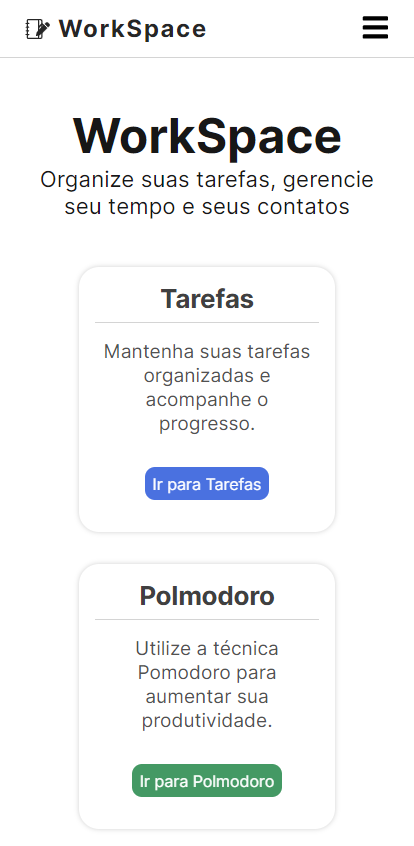 WorkSpace
WorkSpace
Organize suas tarefas, gerencie
seu tempo e seus contatos
Tarefas
Mantenha suas tarefas
organizadas e
acompanhe o
progresso.
Ir para Tarefas
Polmodoro
Utilize a técnica
Pomodoro para
aumentar sua
produtividade.
Ir para Polmodoro